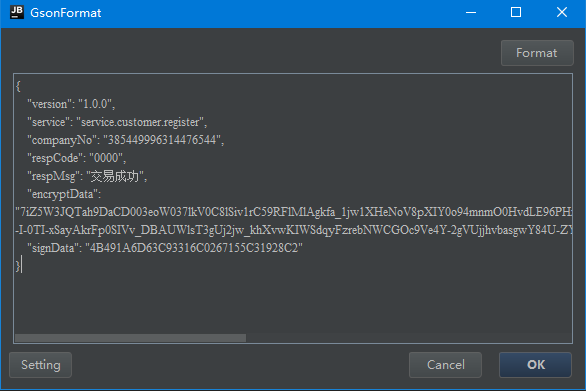 JB GsonFormat
Format
{
"version": "1.0.0",
"service": "service.customer.register",
"companyNo": "385449996314476544",
"respCode": "0000",
"respMsg": "交易成功",
"encryptData":
"7iZ5W3JQTah9DaCD003eoW037lkV0C8lSiv1rC59RFlMlAgkfa_1jw1XHeNoV8pXIY0o94mnmO0HvdLE96PH
-I-0TI-xSayAkrFp0SIVv_DBAUWlsT3gUj2jw_khXvwKIWSdqyFzrebNWCGOc9Ve4Y-2gVUjjhvbasgwY84U-ZY
"signData": "4B491A6D63C93316C0267155C31928C2"
}
Setting
Cancel
OK